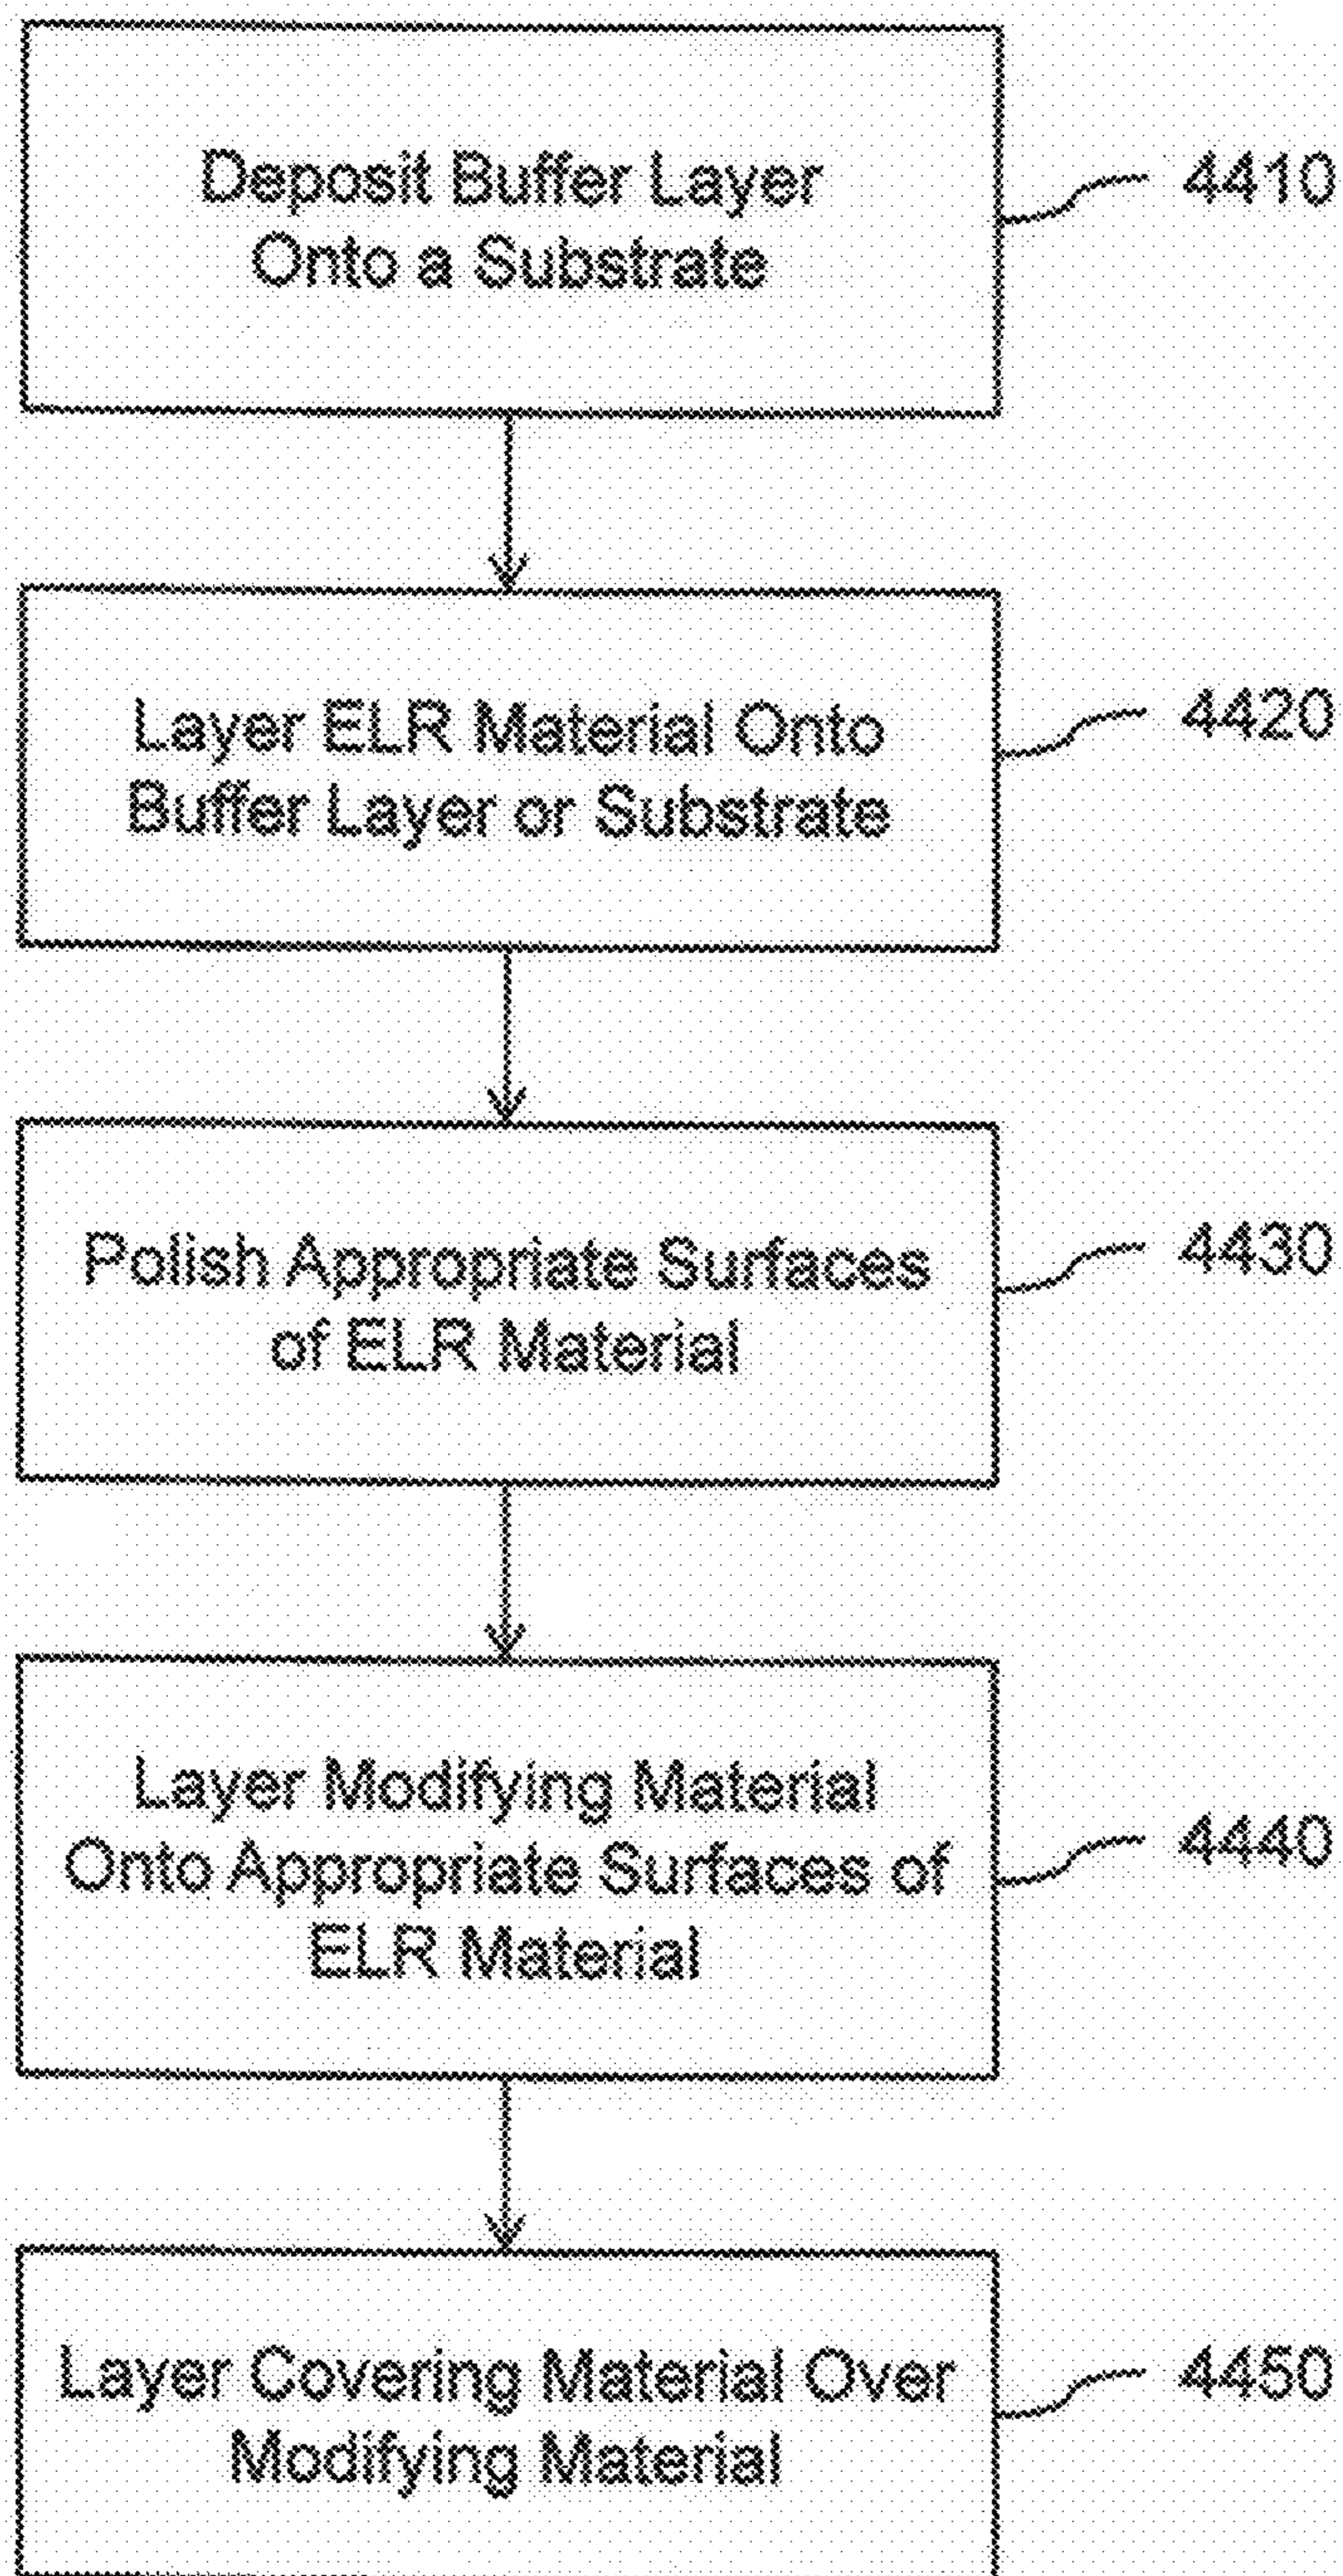 Deposit Buffer Layer
Onto a Substrate
4410
Layer ELR Material Onto
Buffer Layer or Substrate
4420
Polish Appropriate Surfaces
of ELR Material
4430
Layer Modifying Material
Onto Appropriate Surfaces of
ELR Material
4440
Layer Covering Material Over
Modifying Material
4450